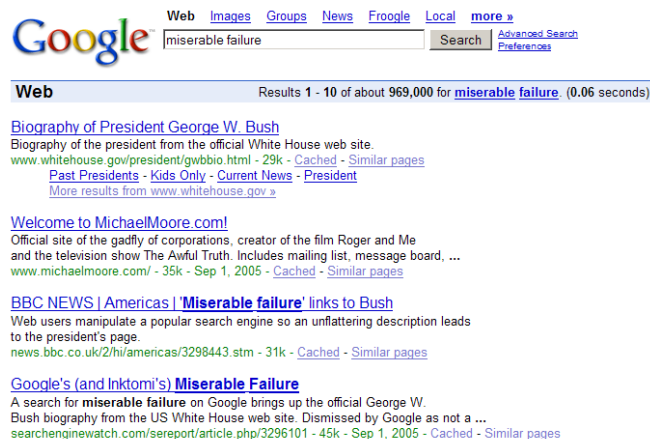 Google™
Web Images Groups News Froogle Local more »
miserable failure Search Advanced Search
Preferences
Web Results 1 - 10 of about 969,000 for miserable failure. (0.06 seconds)
Biography of President George W. Bush
Biography of the president from the official White House web site.
www.whitehouse.gov/president/gwbbio.html - 29k - Cached - Similar pages
Past Presidents - Kids Only - Current News - President
More results from www.whitehouse.gov »
Welcome to MichaelMoore.com!
Official site of the gadfly of corporations, creator of the film Roger and Me
and the television show The Awful Truth. Includes mailing list, message board, ...
www.michaelmoore.com/ - 35k - Sep 1, 2005 - Cached - Similar pages
BBC NEWS | Americas | 'Miserable failure' links to Bush
Web users manipulate a popular search engine so an unflattering description leads
to the president's page.
news.bbc.co.uk/2/hi/americas/3298443.stm - 31k - Cached - Similar pages
Google's (and Inktomi's) Miserable Failure
A search for miserable failure on Google brings up the official George W.
Bush biography from the US White House web site. Dismissed by Google as not a ...
searchenginewatch.com/sereport/article.php/3296101 - 45k - Sep 1, 2005 - Cached - Similar pages